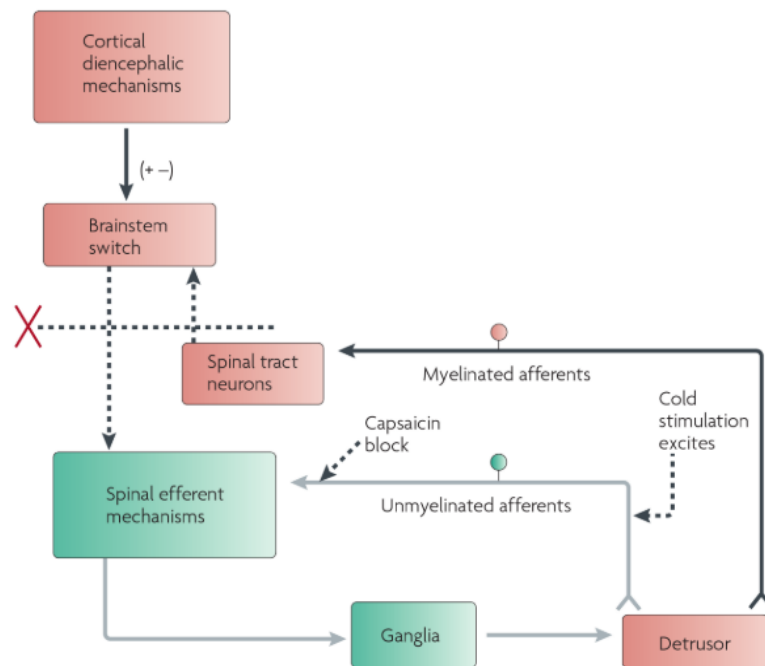 Cortical
diencephalic
mechanisms
(+ –)
Brainstem
switch
Spinal tract
neurons
Myelinated afferents
Cold
stimulation
excites
Capsaicin
block
Unmyelinated afferents
Spinal efferent
mechanisms
Ganglia
Detrusor